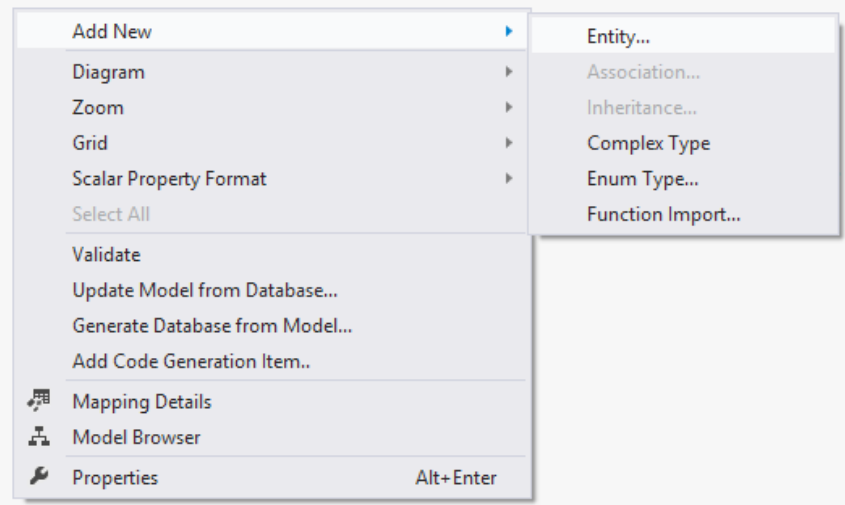 Add New
Diagram
Zoom
Grid
Scalar Property Format
Select All
Validate
Update Model from Database...
Generate Database from Model...
Add Code Generation Item..
Mapping Details
Model Browser
Properties Alt+Enter
Entity...
Association...
Inheritance...
Complex Type
Enum Type...
Function Import...